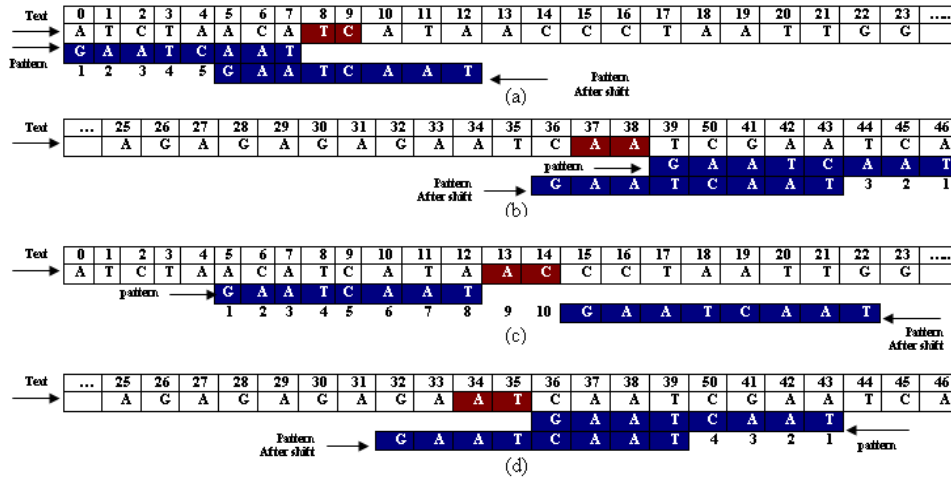 Text 0 1 2 3 4 5 6 7 8 9 10 11 12 13 14 15 16 17 18 19 20 21 22 23 .....
A T C T A A C A T C A T A A C C C T A A T T G G
G A A T C A A T
Pattern 1 2 3 4 5 G A A T C A A T
Pattern
After shift
(a)
Text ... 25 26 27 28 29 30 31 32 33 34 35 36 37 38 39 50 41 42 43 44 45 46
A G A G A G A G A A T C A A T C G A A T C A
pattern G A A T C A A T
Pattern
After shift G A A T C A A T 3 2 1
(b)
Text 0 1 2 3 4 5 6 7 8 9 10 11 12 13 14 15 16 17 18 19 20 21 22 23 .....
A T C T A A C A T C A T A A C C C T A A T T G G
pattern G A A T C A A T
1 2 3 4 5 6 7 8 9 10 G A A T C A A T
Pattern
After shift
(c)
Text ... 25 26 27 28 29 30 31 32 33 34 35 36 37 38 39 50 41 42 43 44 45 46
A G A G A G A G A A T C A A T C G A A T C A
G A A T C A A T
Pattern
After shift G A A T C A A T 4 3 2 1 pattern
(d)